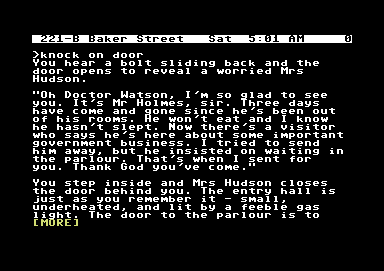 221-B Baker Street Sat 5:01 AM 0
>knock on door
You hear a bolt sliding back and the
door opens to reveal a worried Mrs
Hudson.
"Oh Doctor Watson, I'm so glad to see
you. It's Mr Holmes, sir. Three days
have come and gone since he's been out
of his rooms. He won't eat and I know
he hasn't slept. Now there's a visitor
who says he's here about some important
government business. I tried to send
him away, but he insisted on waiting in
the parlour. That's when I sent for
you. Thank God you've come."
You step inside and Mrs Hudson closes
the door behind you. The entry hall is
just as you remember it - small,
underheated, and lit by a feeble gas
light. The door to the parlour is to
[MORE]